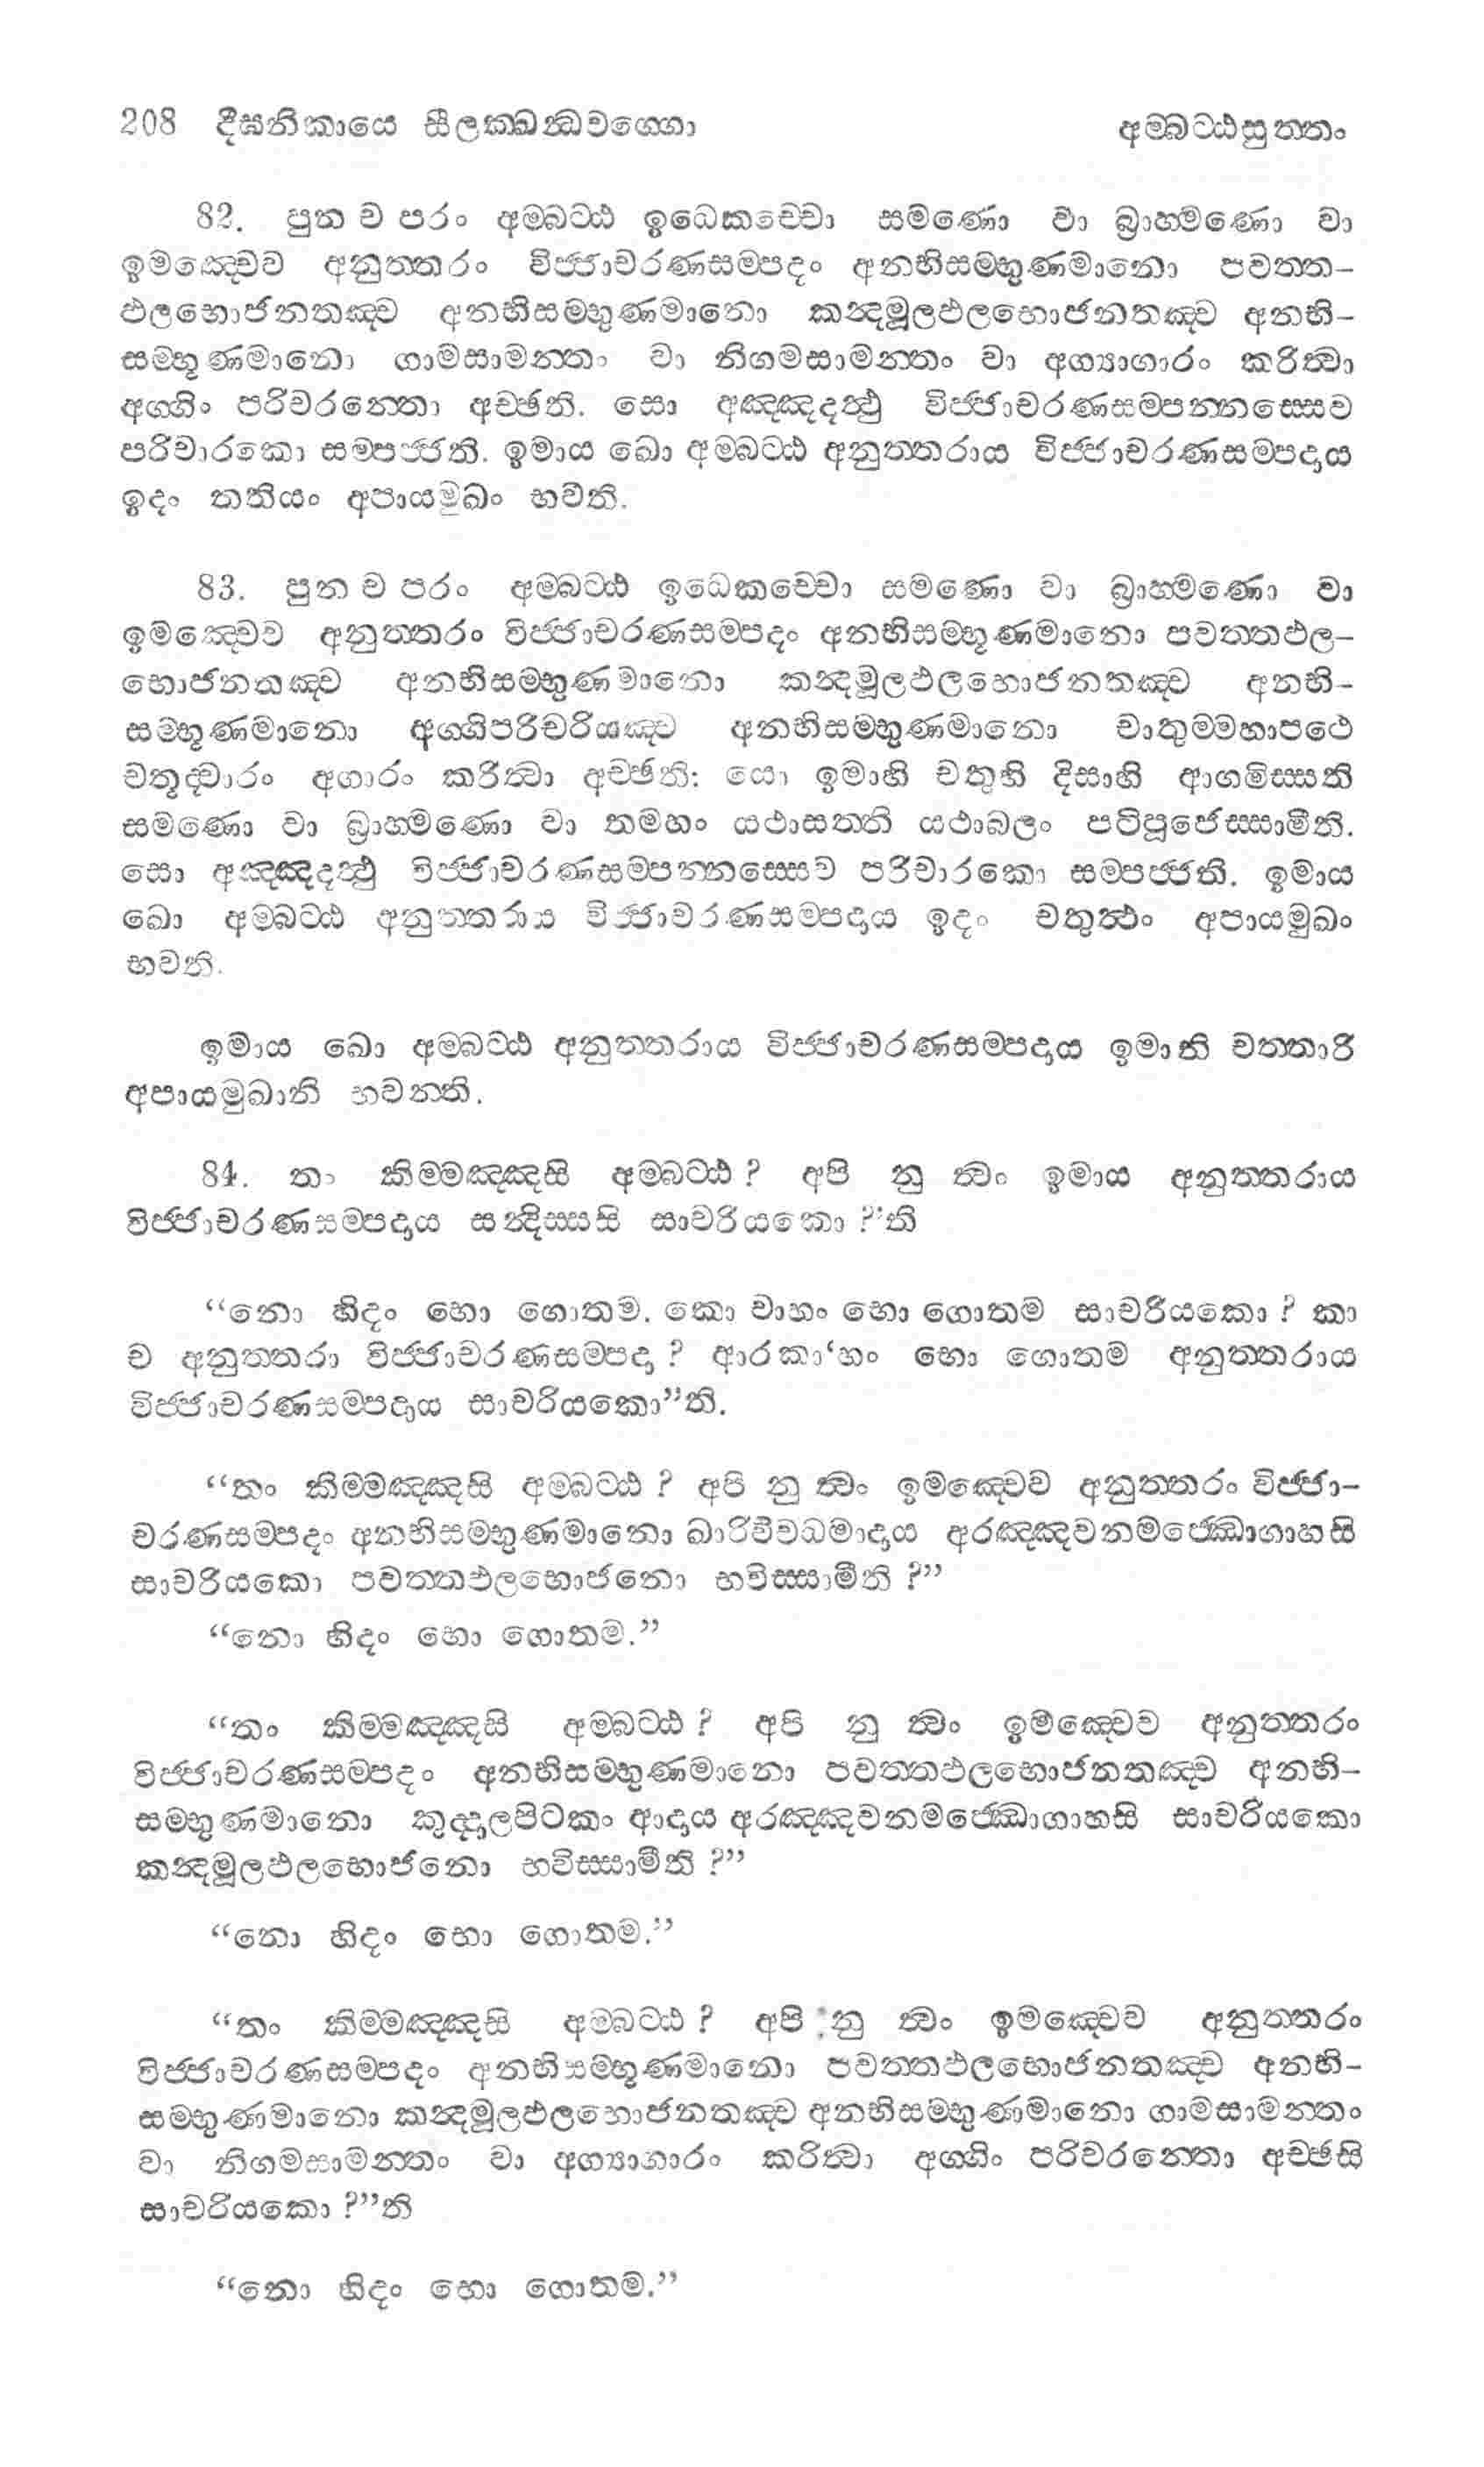 208 දීඝනිකායෙ සීලක්ඛන්ධවග්ගො අම්බට්ඨසුත්තං
82. පුන ච පරං අම්බට්ඨ ඉධෙකච්චො සමණො වා බ්‍රාහ්මණො වා
ඉමඤ්චෙව අනුත්තරං විජ්ජාචරණසම්පදං අනභිසම්භුණමානො පවත්ත-
ඵලභොජනතඤ්ච අනභිසම්භුණමානො කන්දමූලඵලභොජනතඤ්ච අනභි-
සම්භූණමානො ගාමසාමන්තං වා නිගමසාමන්තං වා අග්‍යාගාරං කරිත්‍වා
අග්ගිං පරිචරන්තො අච්ඡති. සො අඤ්ඤදත්ථු විජ්ජාචරණසම්පන්නස්සෙව
පරිචාරකො සම්පජ්ජති. ඉමාය ඛො අම්බට්ඨ අනුත්තරාය විජ්ජාචරණසම්පදාය
ඉදං තතියං අපායමුඛං භවති.
83. පුන ච පරං අම්බට්ඨ ඉධෙකච්චො සමණො වා බ්‍රාහ්මණො වා
ඉමඤ්චෙව අනුත්තරං විජ්ජාචරණසම්පදං අනභිසම්භූණමානො පවත්තඵල-
භොජනතඤ්ච අනභිසම්භුණමානො කන්දමූලඵලභොජනතඤ්ච අනභි-
සම්භූණමානො අග්ගිපරිචරියඤ්ච අනභිසම්භුණමානො චාතුම්මහාපථෙ
චතුද්වාරං අගාරං කරිත්‍වා අච්ඡති: යො ඉමාහි චතුහි දිසාහි ආගමිස්සති
සමණො වා බ්‍රාහ්මණො වා තමහං යථාසත්ති යථාබලං පටිපූජෙස්සාමීති.
සො අඤ්ඤදත්ථු විජ්ජාචරණසම්පන්නස්සෙව පරිචාරකො සම්පජ්ජති. ඉමාය
ඛො අම්බට්ඨ අනුත්තරාය විජ්ජාචරණසම්පදාය ඉදං චතුත්ථං අපායමුඛං
භවති.
ඉමාය ඛො අම්බට්ඨ අනුත්තරාය විජ්ජාචරණසම්පදාය ඉමානි චත්තාරි
අපායමුඛානි භවන්ති.
84. තං කිම්මඤ්ඤසි අම්බට්ඨ? අපි නු ත්‍වං ඉමාය අනුත්තරාය
විජ්ජාචරණසම්පදාය සන්දිස්සසි සාචරියකො?'ති
“නො හිදං භො ගොතම. කො චාහං භො ගොතම සාචරියකො? කා
ච අනුත්තරා විජ්ජාචරණසම්පදා? ආරකා‘හං භො ගොතම අනුත්තරාය
විජ්ජාචරණසම්පදාය සාචරියකො”ති.
“තං කිම්මඤ්ඤසි අම්බට්ඨ? අපි නු ත්‍වං ඉමඤ්චෙව අනුත්තරං විජ්ජා-
චරණසම්පදං අනභිසම්භුණමානො ඛාරිවිවධමාදාය අරඤ්ඤවනමජ්ඣොගාහසි
සාචරියකො පවත්තඵලභොජනො භවිස්සාමීති?”
“නො හිදං භො ගොතම.”
“තං කිම්මඤ්ඤසි අම්බට්ඨ? අපි නු ත්‍වං ඉමඤ්චෙව අනුත්තරං
විජ්ජාචරණසම්පදං අනභිසම්භුණමානො පවත්තඵලභොජනතඤ්ච අනභි-
සම්භුණමානො කුද්දාලපිටකං ආදාය අරඤ්ඤවනමජ්ඣොගාහසි සාචරියකො
කන්දමූලඵලභොජනො භවිස්සාමීති?”
“නො හිදං භො ගොතම.”
“තං කිම්මඤ්ඤසි අම්බට්ඨ? අපි නු ත්‍වං ඉමඤ්චෙව අනුත්තරං
විජ්ජාචරණසම්පදං අනභිසම්භූණමානො පවත්තඵලභොජනතඤ්ච අනභි-
සම්භුණමානො කන්දමූලඵලභොජනතඤ්ච අනභිසම්භුණමානො ගාමසාමන්තං
වා නිගමසාමන්තං වා අග්‍යාගාරං කරිත්‍වා අග්ගිං පරිචරන්තො අච්ඡසි
සාචරියකො?”ති
“නො හිදං භො ගොතම.”